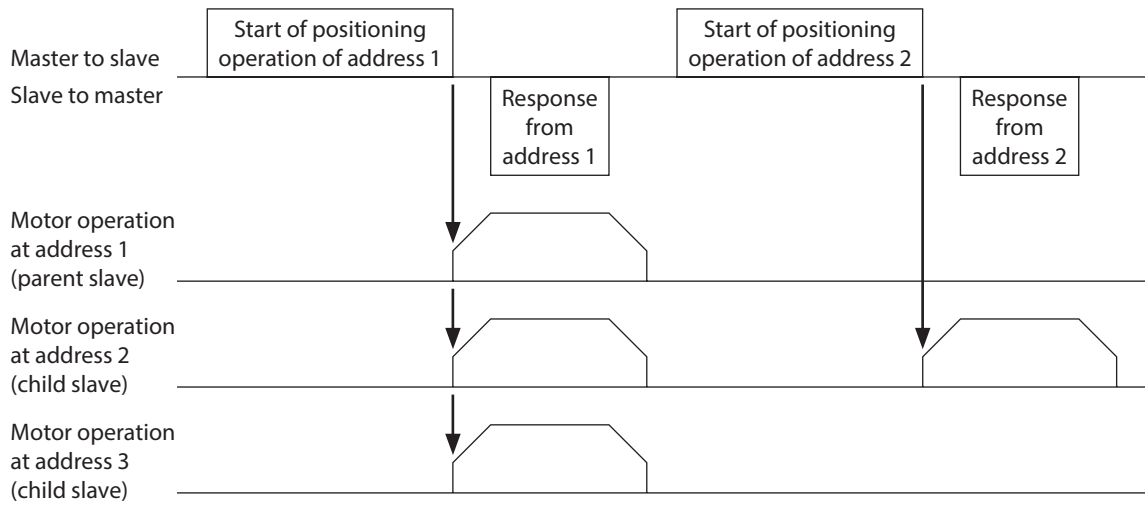 Start of positioning
operation of address 1
Start of positioning
operation of address 2
Master to slave
Slave to master
Response
from
address 1
Response
from
address 2
Motor operation
at address 1
(parent slave)
Motor operation
at address 2
(child slave)
Motor operation
at address 3
(child slave)